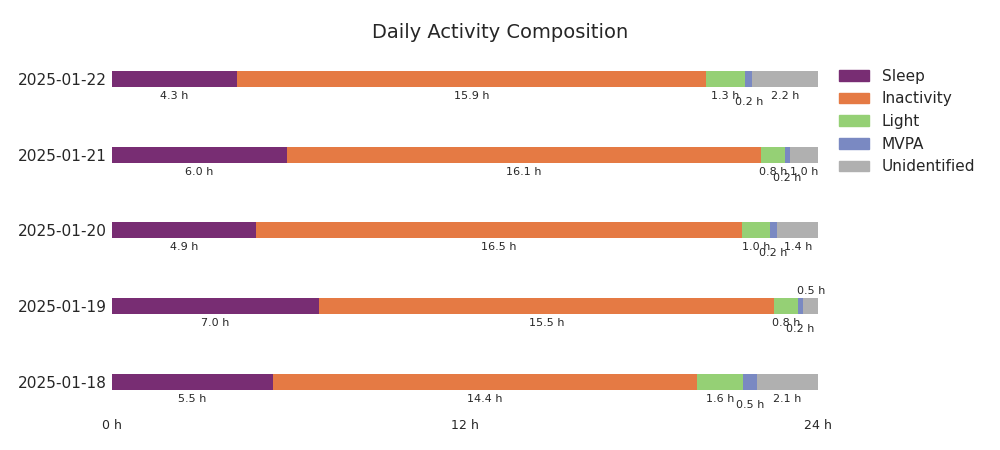 Daily Activity Composition
2025-01-22
4.3 h
15.9 h
1.3 h
0.2 h
2.2 h
2025-01-21
6.0 h
16.1 h
0.8 h
0.2 h
1.0 h
2025-01-20
4.9 h
16.5 h
1.0 h
0.2 h
1.4 h
2025-01-19
7.0 h
15.5 h
0.8 h
0.2 h
0.5 h
2025-01-18
5.5 h
14.4 h
1.6 h
0.5 h
2.1 h
0 h
12 h
24 h
Sleep
Inactivity
Light
MVPA
Unidentified